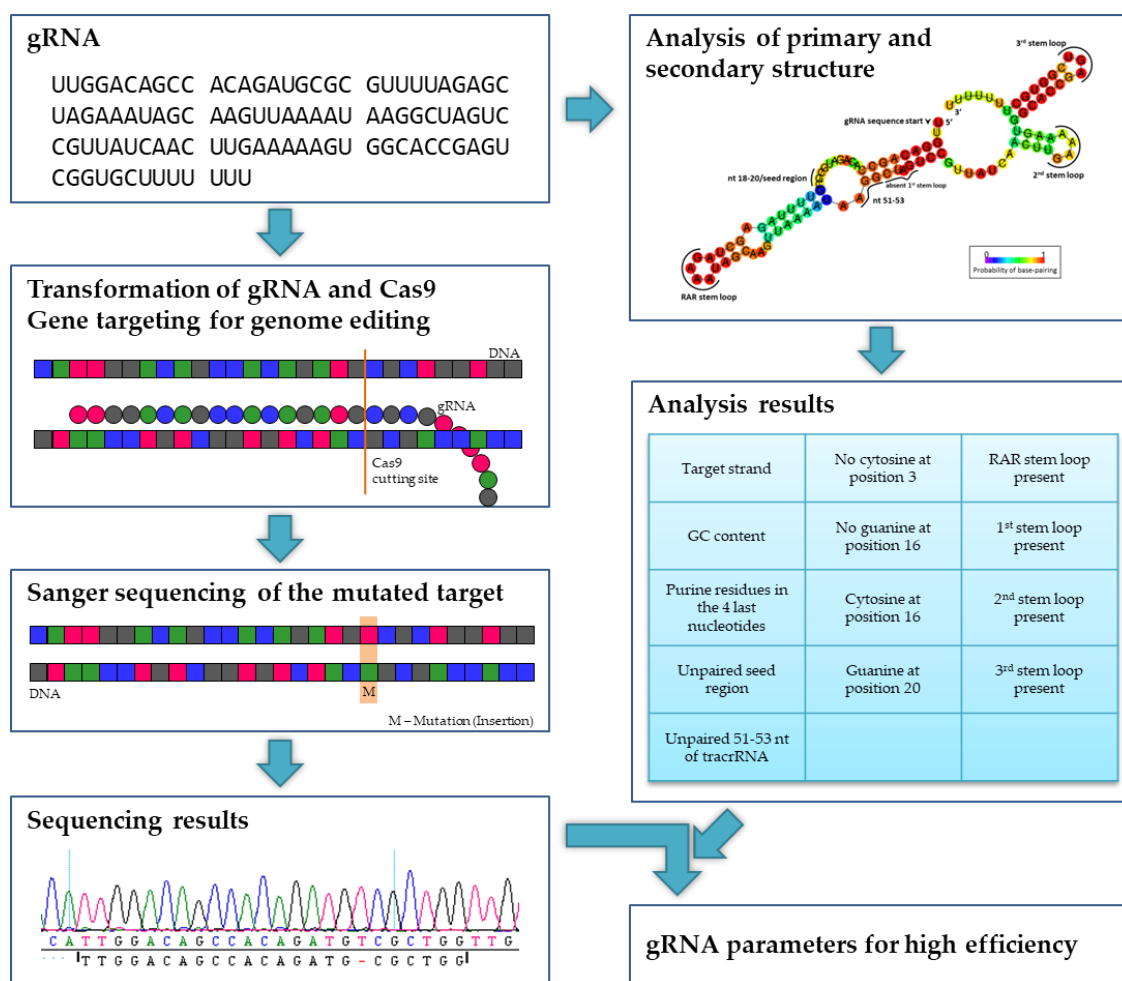 gRNA
UUGGACAGCC ACAGAUGCGC GUUUUAGAGC
UAGAAAUAGC AAGUUAAAAU AAGGCUAGUC
CGUUAUCAAC UUGAAAAAGU GGCACCGAGU
CGGUGCUUUU UUU
Transformation of gRNA and Cas9
Gene targeting for genome editing
DNA
gRNA
Cas9
cutting site
Sanger sequencing of the mutated target
DNA
M
M – Mutation (Insertion)
Sequencing results
CATTGGACAGCCACAGATGTCGCTGGTTG
TTGGACAGCCACAGATG-CGCTGG
Analysis of primary and
secondary structure
3rd stem loop
3'
gRNA sequence start
5'
nt 18-20/seed region
absent 1st stem loop
nt 51-53
2nd stem loop
RAR stem loop
0 1
Probability of base-pairing
Analysis results
Target strand
No cytosine at
position 3
RAR stem loop
present
GC content
No guanine at
position 16
1st stem loop
present
Purine residues in
the 4 last
nucleotides
Cytosine at
position 16
2nd stem loop
present
Unpaired seed
region
Guanine at
position 20
3rd stem loop
present
Unpaired 51-53 nt
of tracrRNA
gRNA parameters for high efficiency